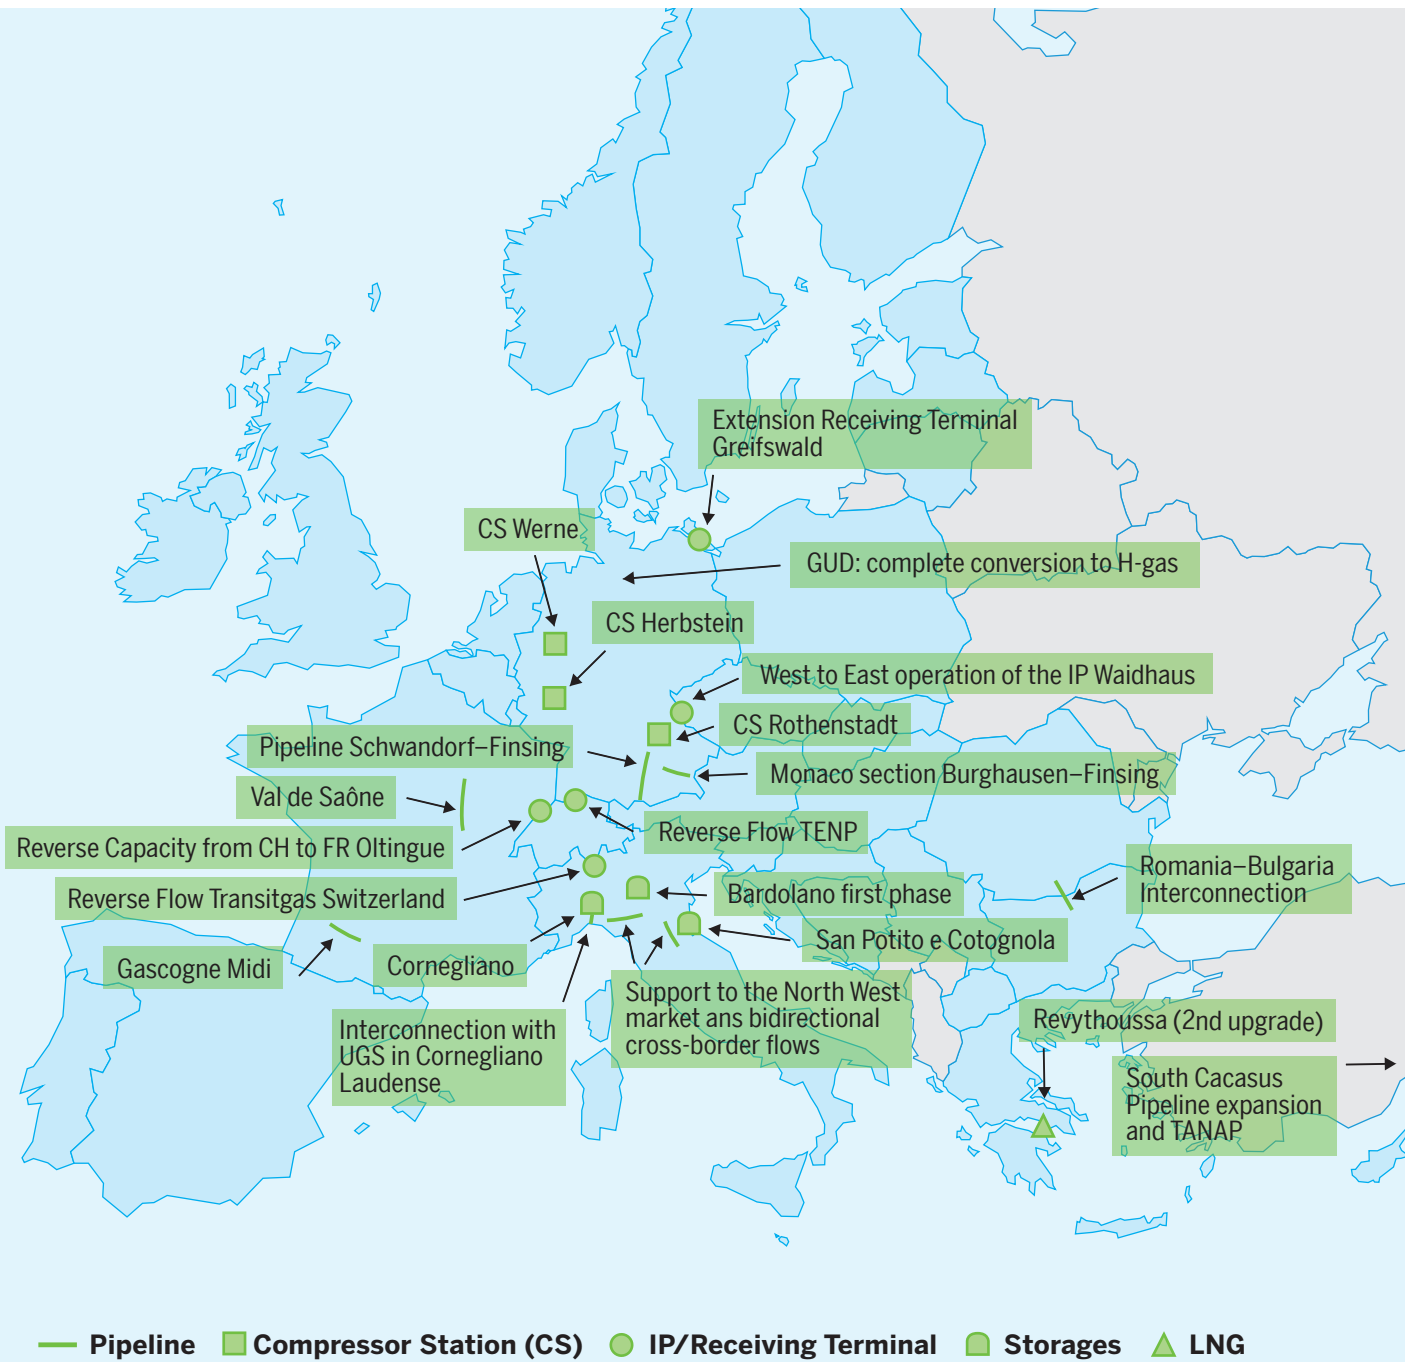 Extension Receiving Terminal
Greifswald
CS Werne
GUD: complete conversion to H-gas
CS Herbstein
West to East operation of the IP Waidhaus
CS Rothenstadt
Pipeline Schwandorf–Finsing
Monaco section Burghausen–Finsing
Val de Saône
Reverse Flow TENP
Reverse Capacity from CH to FR Oltingue
Romania–Bulgaria
Interconnection
Reverse Flow Transitgas Switzerland
Bardolano first phase
San Potito e Cotognola
Gascogne Midi
Cornegliano
Support to the North West
market ans bidirectional
cross-border flows
Interconnection with
UGS in Cornegliano
Laudense
Revythoussa (2nd upgrade)
South Cacasus
Pipeline expansion
and TANAP
Pipeline
Compressor Station (CS)
IP/Receiving Terminal
Storages
LNG